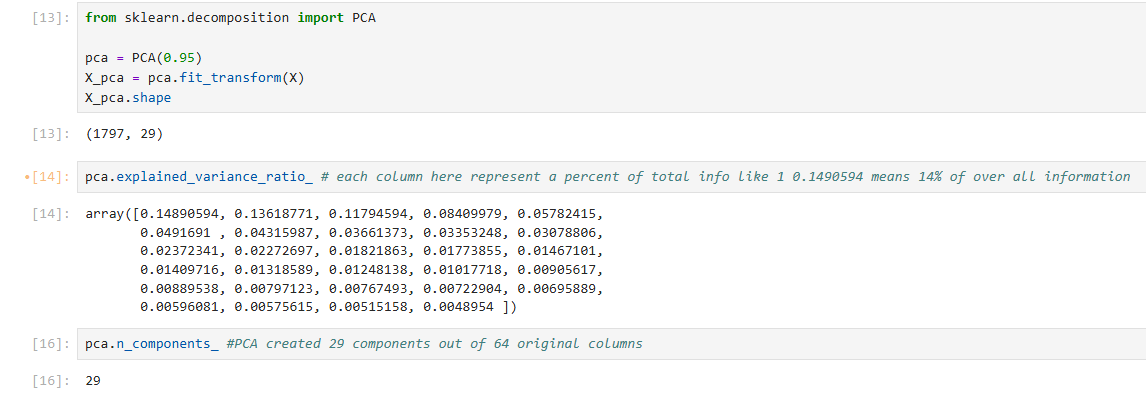 [13]: from sklearn.decomposition import PCA
pca = PCA(0.95)
X_pca = pca.fit_transform(X)
X_pca.shape
[13]: (1797, 29)
•[14]: pca.explained_variance_ratio_ # each column here represent a percent of total info like 1 0.1490594 means 14% of over all information
[14]: array([0.14890594, 0.13618771, 0.11794594, 0.08409979, 0.05782415,
0.0491691 , 0.04315987, 0.03661373, 0.03353248, 0.03078806,
0.02372341, 0.02272697, 0.01821863, 0.01773855, 0.01467101,
0.01409716, 0.01318589, 0.01248138, 0.01017718, 0.00905617,
0.00889538, 0.00797123, 0.00767493, 0.00722904, 0.00695889,
0.00596081, 0.00575615, 0.00515158, 0.0048954 ])
[16]: pca.n_components_ #PCA created 29 components out of 64 original columns
[16]: 29